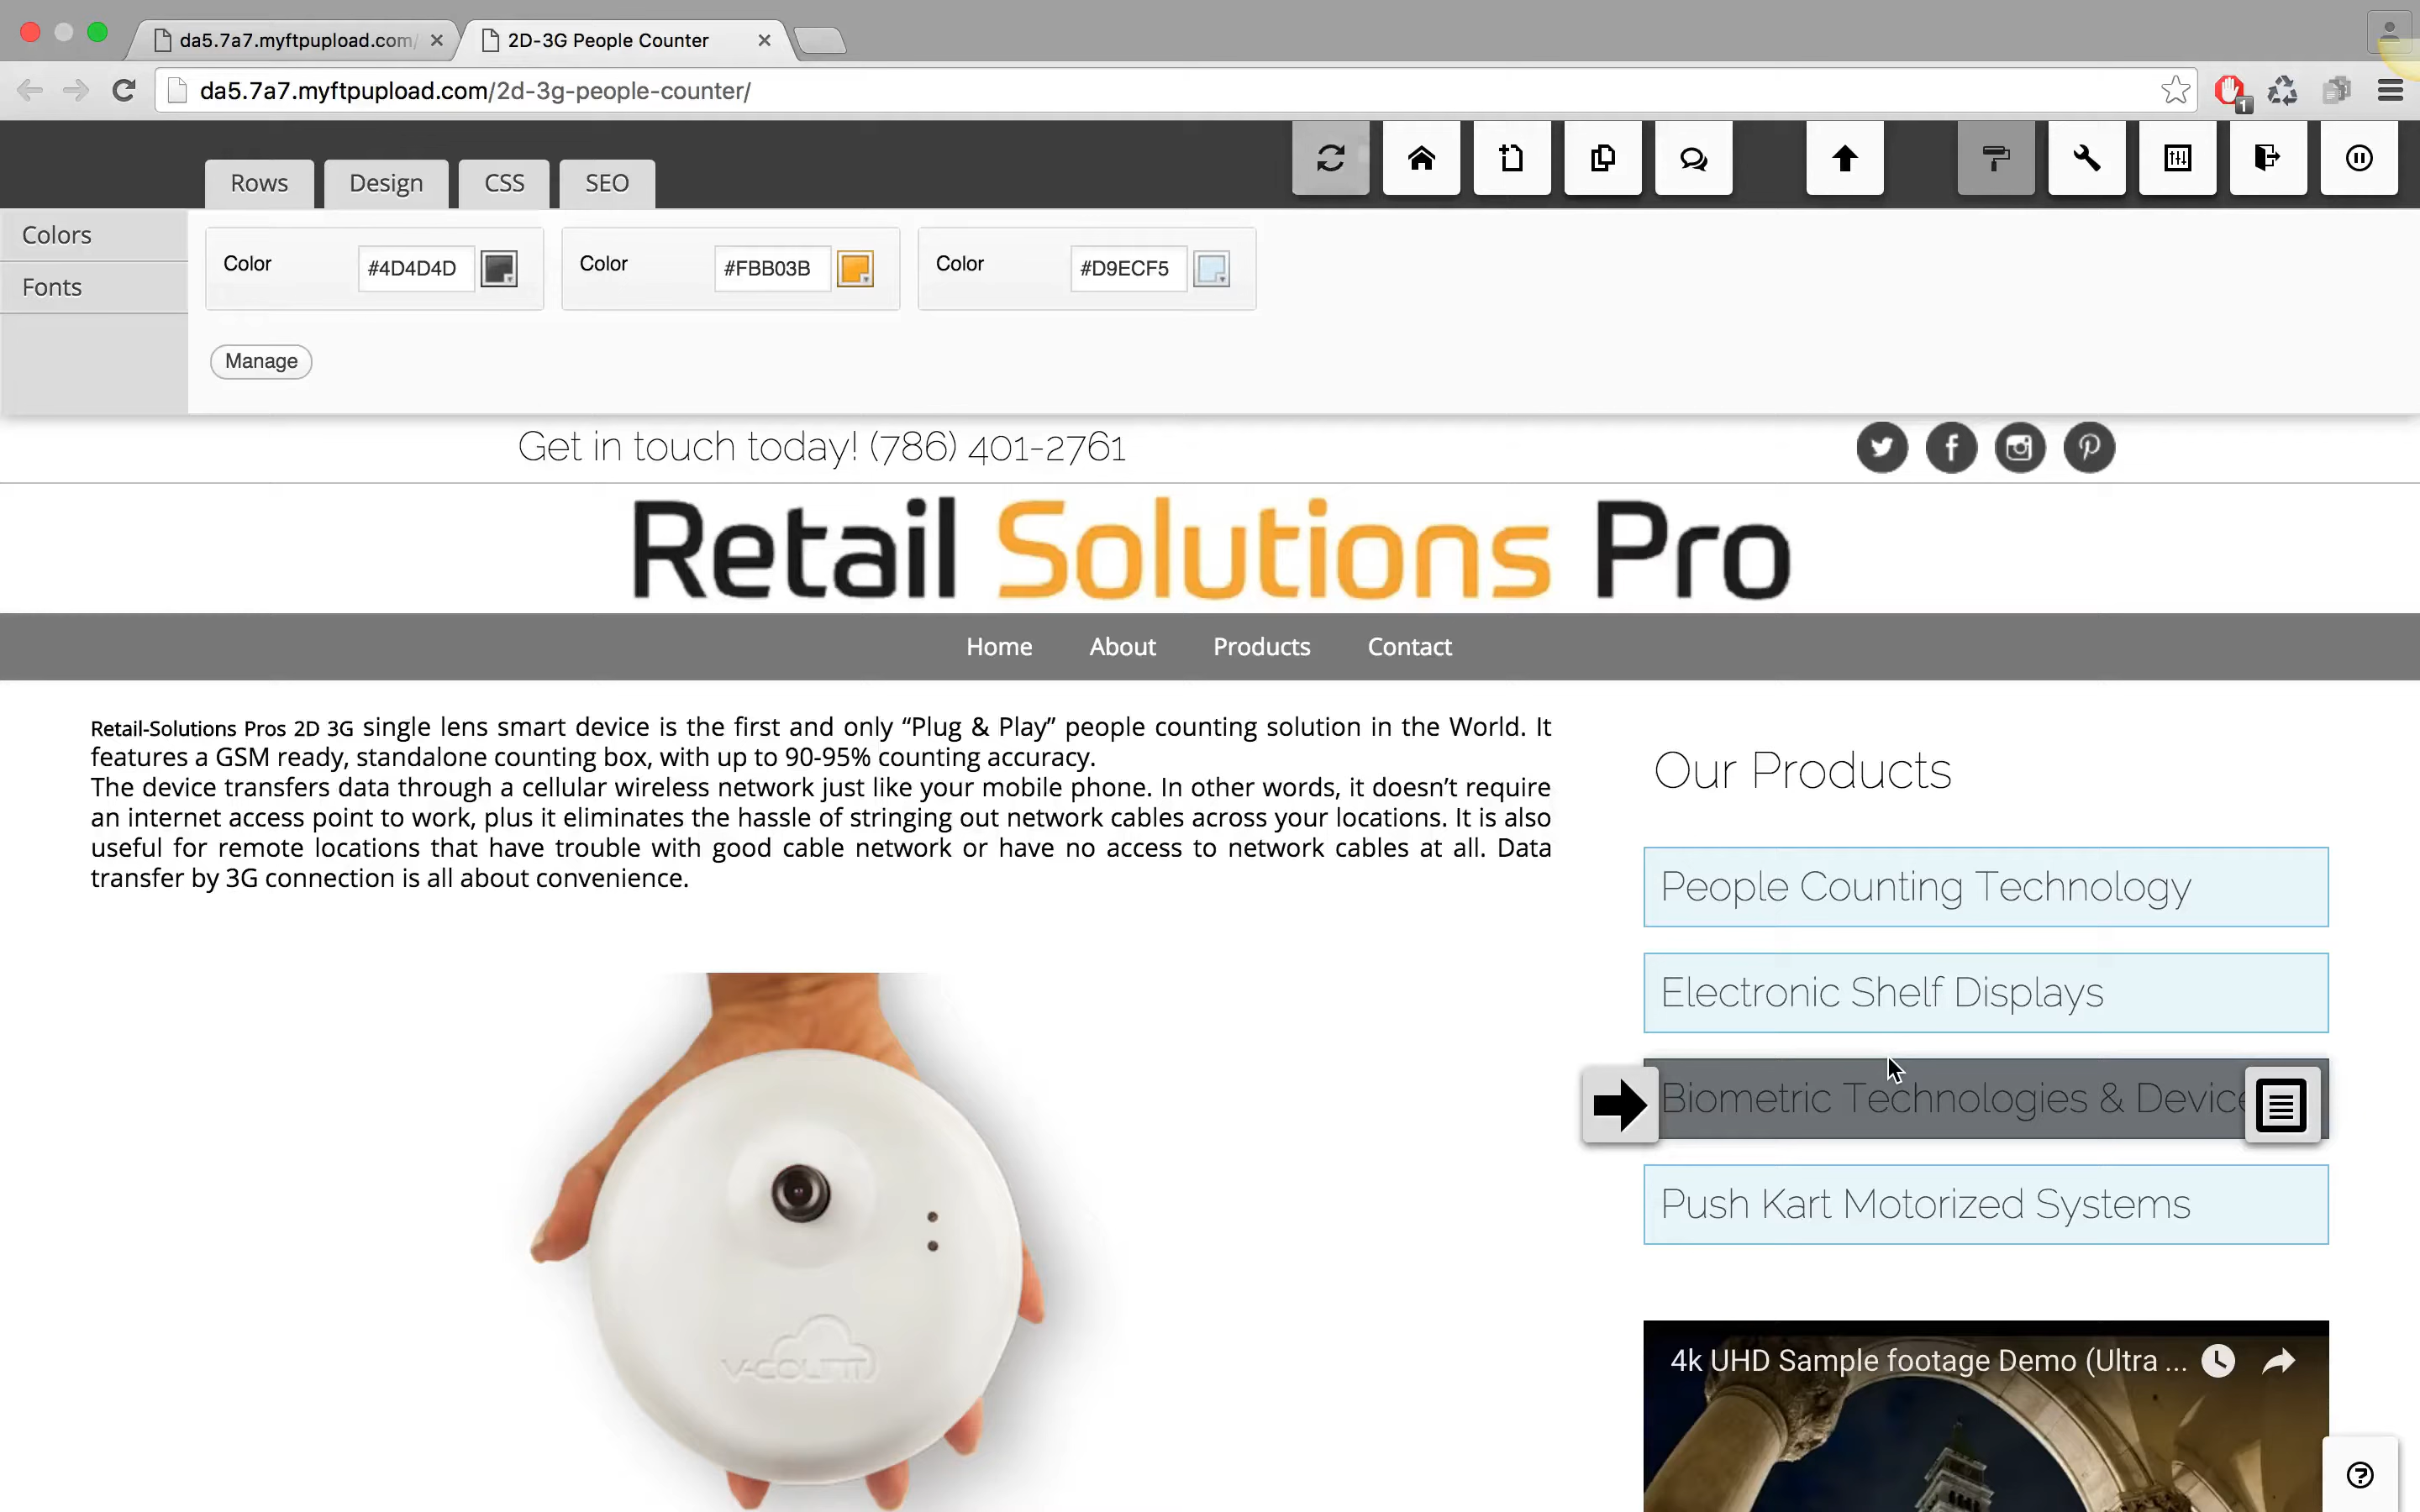 da5.7a7.myftpupload.com/
2D-3G People Counter
da5.7a7.myftpupload.com/2d-3g-people-counter/
1
Rows Design CSS SEO
Colors
Fonts
Color #4D4D4D Color #FBB03B Color #D9ECF5
Manage
Get in touch today! (786) 401-2761
Retail Solutions Pro
Home About Products Contact
Retail-Solutions Pros 2D 3G single lens smart device is the first and only “Plug & Play” people counting solution in the World. It
features a GSM ready, standalone counting box, with up to 90-95% counting accuracy.
The device transfers data through a cellular wireless network just like your mobile phone. In other words, it doesn’t require
an internet access point to work, plus it eliminates the hassle of stringing out network cables across your locations. It is also
useful for remote locations that have trouble with good cable network or have no access to network cables at all. Data
transfer by 3G connection is all about convenience.
Our Products
People Counting Technology
Electronic Shelf Displays
Biometric Technologies & Device
Push Kart Motorized Systems
4k UHD Sample footage Demo (Ultra ...